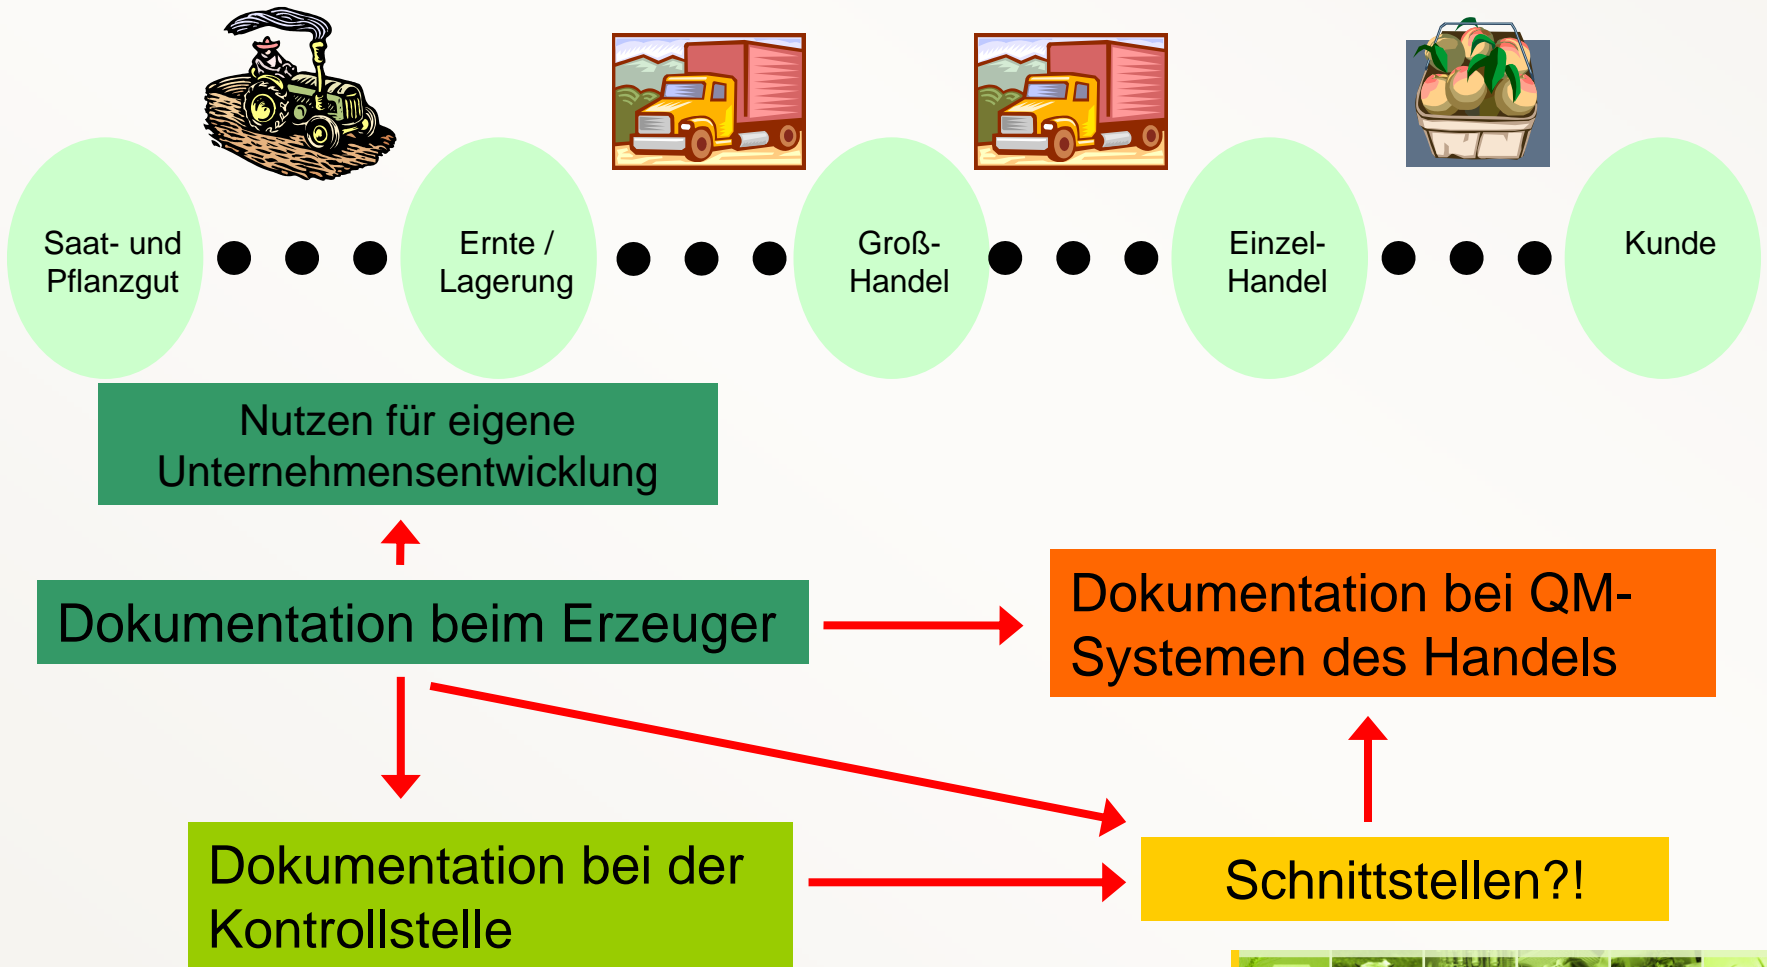 Saat- und
Pflanzgut
Ernte /
Lagerung
Groß-
Handel
Einzel-
Handel
Kunde
Nutzen für eigene
Unternehmensentwicklung
Dokumentation beim Erzeuger
Dokumentation bei QM-
Systemen des Handels
Dokumentation bei der
Kontrollstelle
Schnittstellen?!